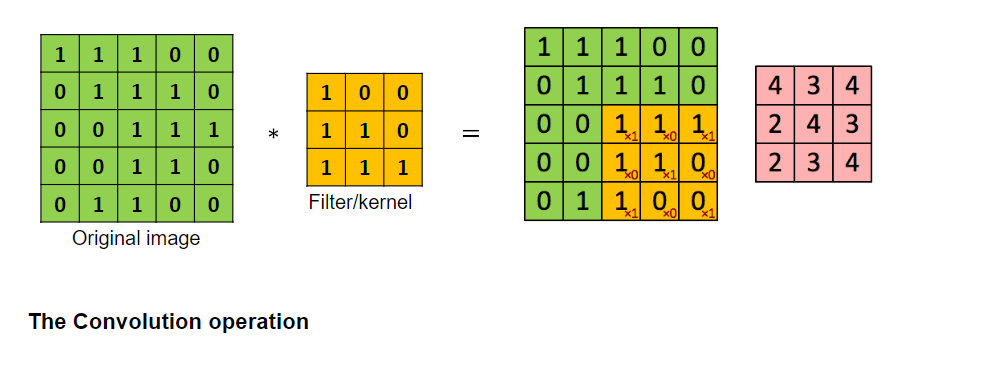 1 1 1 0 0
0 1 1 1 0
0 0 1 1 1
0 0 1 1 0
0 1 1 0 0
Original image
*
1 0 0
1 1 0
1 1 1
Filter/kernel
=
1 1 1 0 0
0 1 1 1 0
0 0 1×1 1×0 1×1
0 0 1×0 1×1 0×0
0 1 1×1 0×0 0×1
4 3 4
2 4 3
2 3 4
The Convolution operation